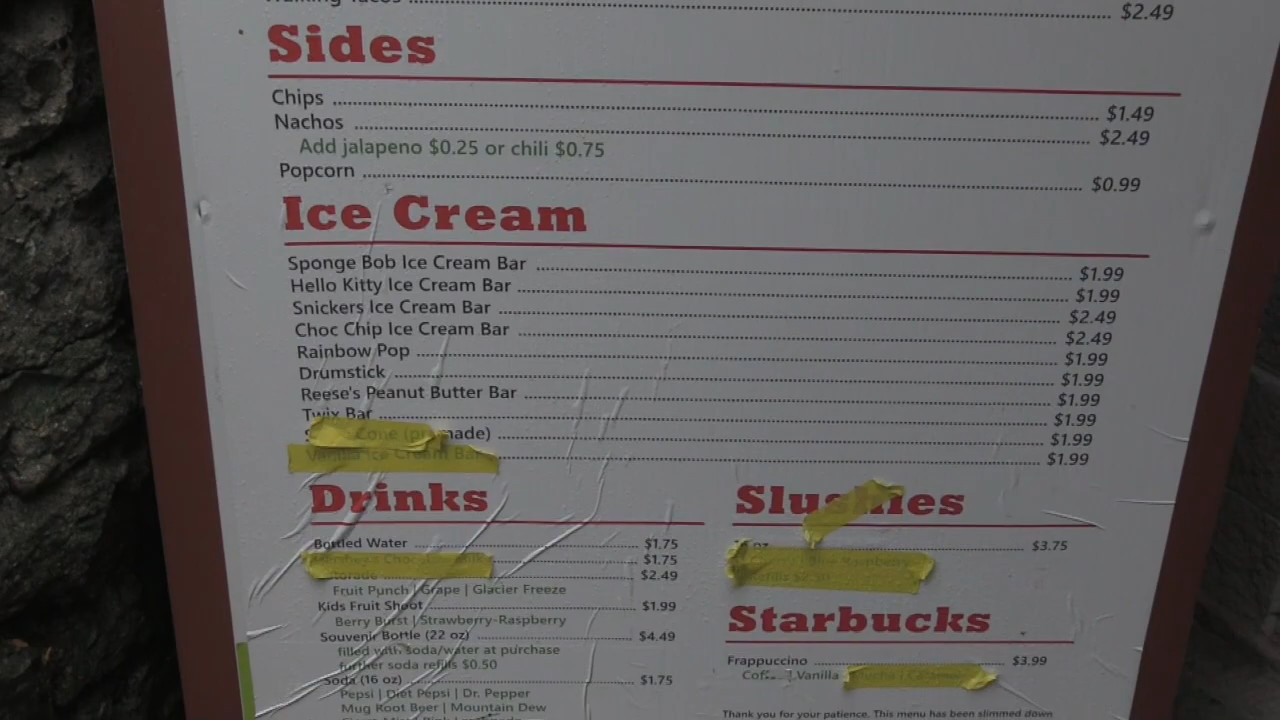 $2.49
Sides
Chips $1.49
Nachos $2.49
Add jalapeno $0.25 or chili $0.75
Popcorn $0.99
Ice Cream
Sponge Bob Ice Cream Bar $1.99
Hello Kitty Ice Cream Bar $1.99
Snickers Ice Cream Bar $2.49
Choc Chip Ice Cream Bar $2.49
Rainbow Pop $1.99
Drumstick $1.99
Reese's Peanut Butter Bar $1.99
Twix Bar $1.99
Cone $1.99
Vanilla Ice Cream Bar $1.99
Drinks
Bottled Water $1.75
$1.75
$2.49
Fruit Punch | Grape | Glacier Freeze
Kids Fruit Shoot $1.99
Berry Burst | Strawberry-Raspberry
Souvenir Bottle (22 oz) $4.49
filled with soda/water at purchase
further soda refills $0.50
Soda (16 oz) $1.75
Pepsi | Diet Pepsi | Dr. Pepper
Mug Root Beer | Mountain Dew
Slushies
oz $3.75
Starbucks
Frappuccino $3.99
Vanilla
Thank you for your patience. This menu has been slimmed down